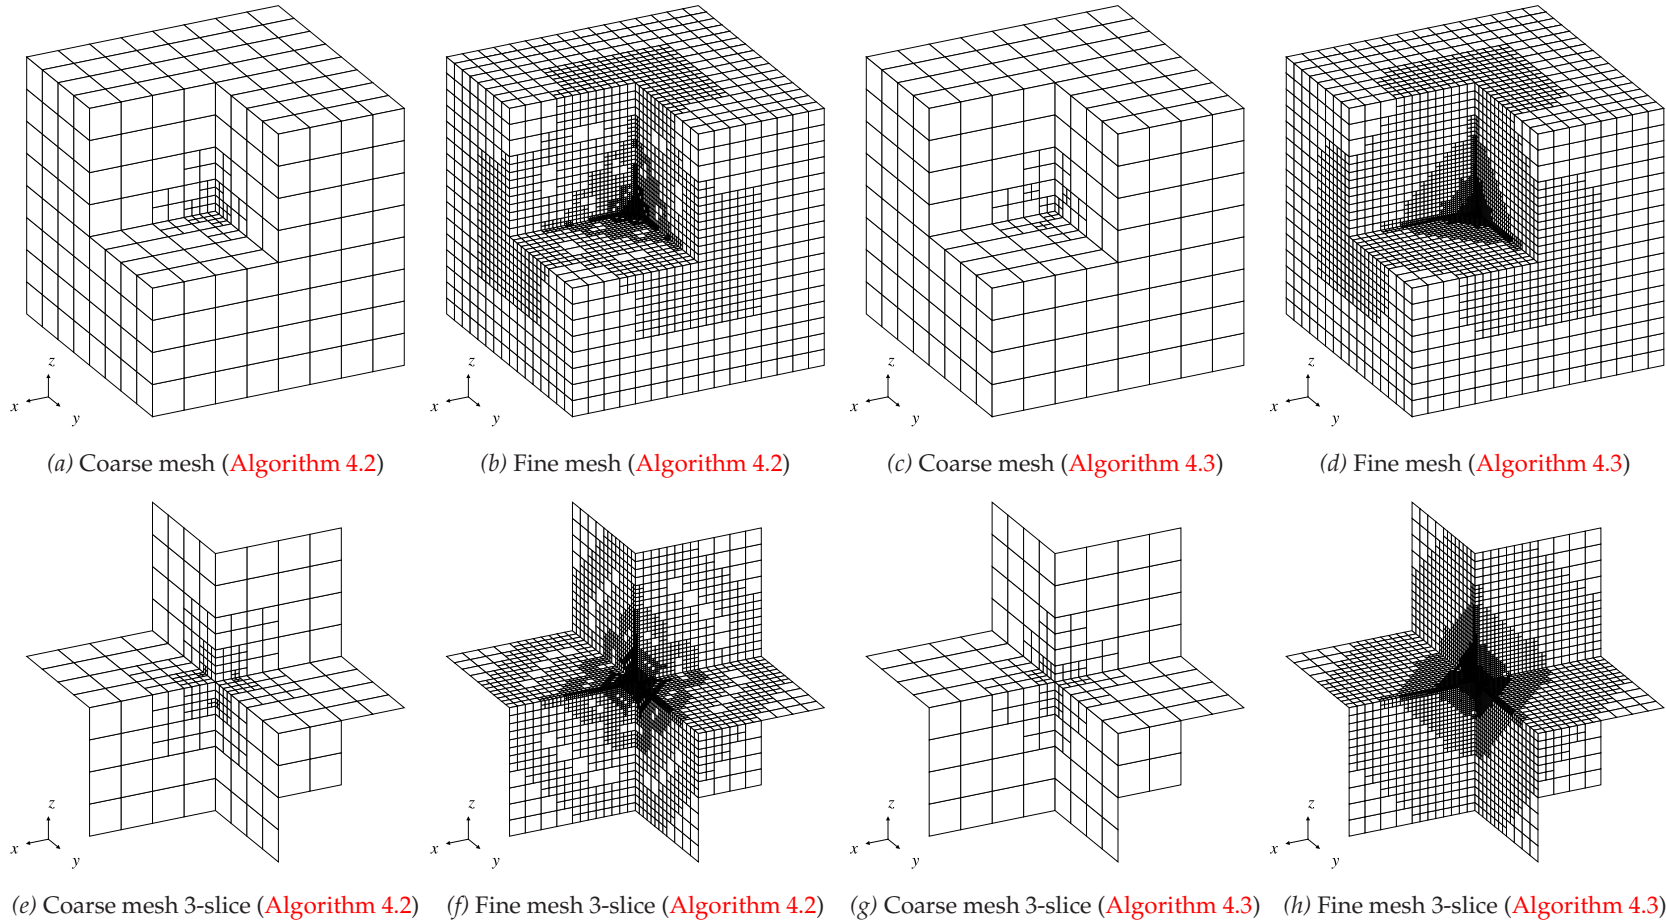 z z z z
x y x y x y x y
(a) Coarse mesh (Algorithm 4.2) (b) Fine mesh (Algorithm 4.2) (c) Coarse mesh (Algorithm 4.3) (d) Fine mesh (Algorithm 4.3)
z z z z
x y x y x y x y
(e) Coarse mesh 3-slice (Algorithm 4.2) (f) Fine mesh 3-slice (Algorithm 4.2) (g) Coarse mesh 3-slice (Algorithm 4.3) (h) Fine mesh 3-slice (Algorithm 4.3)